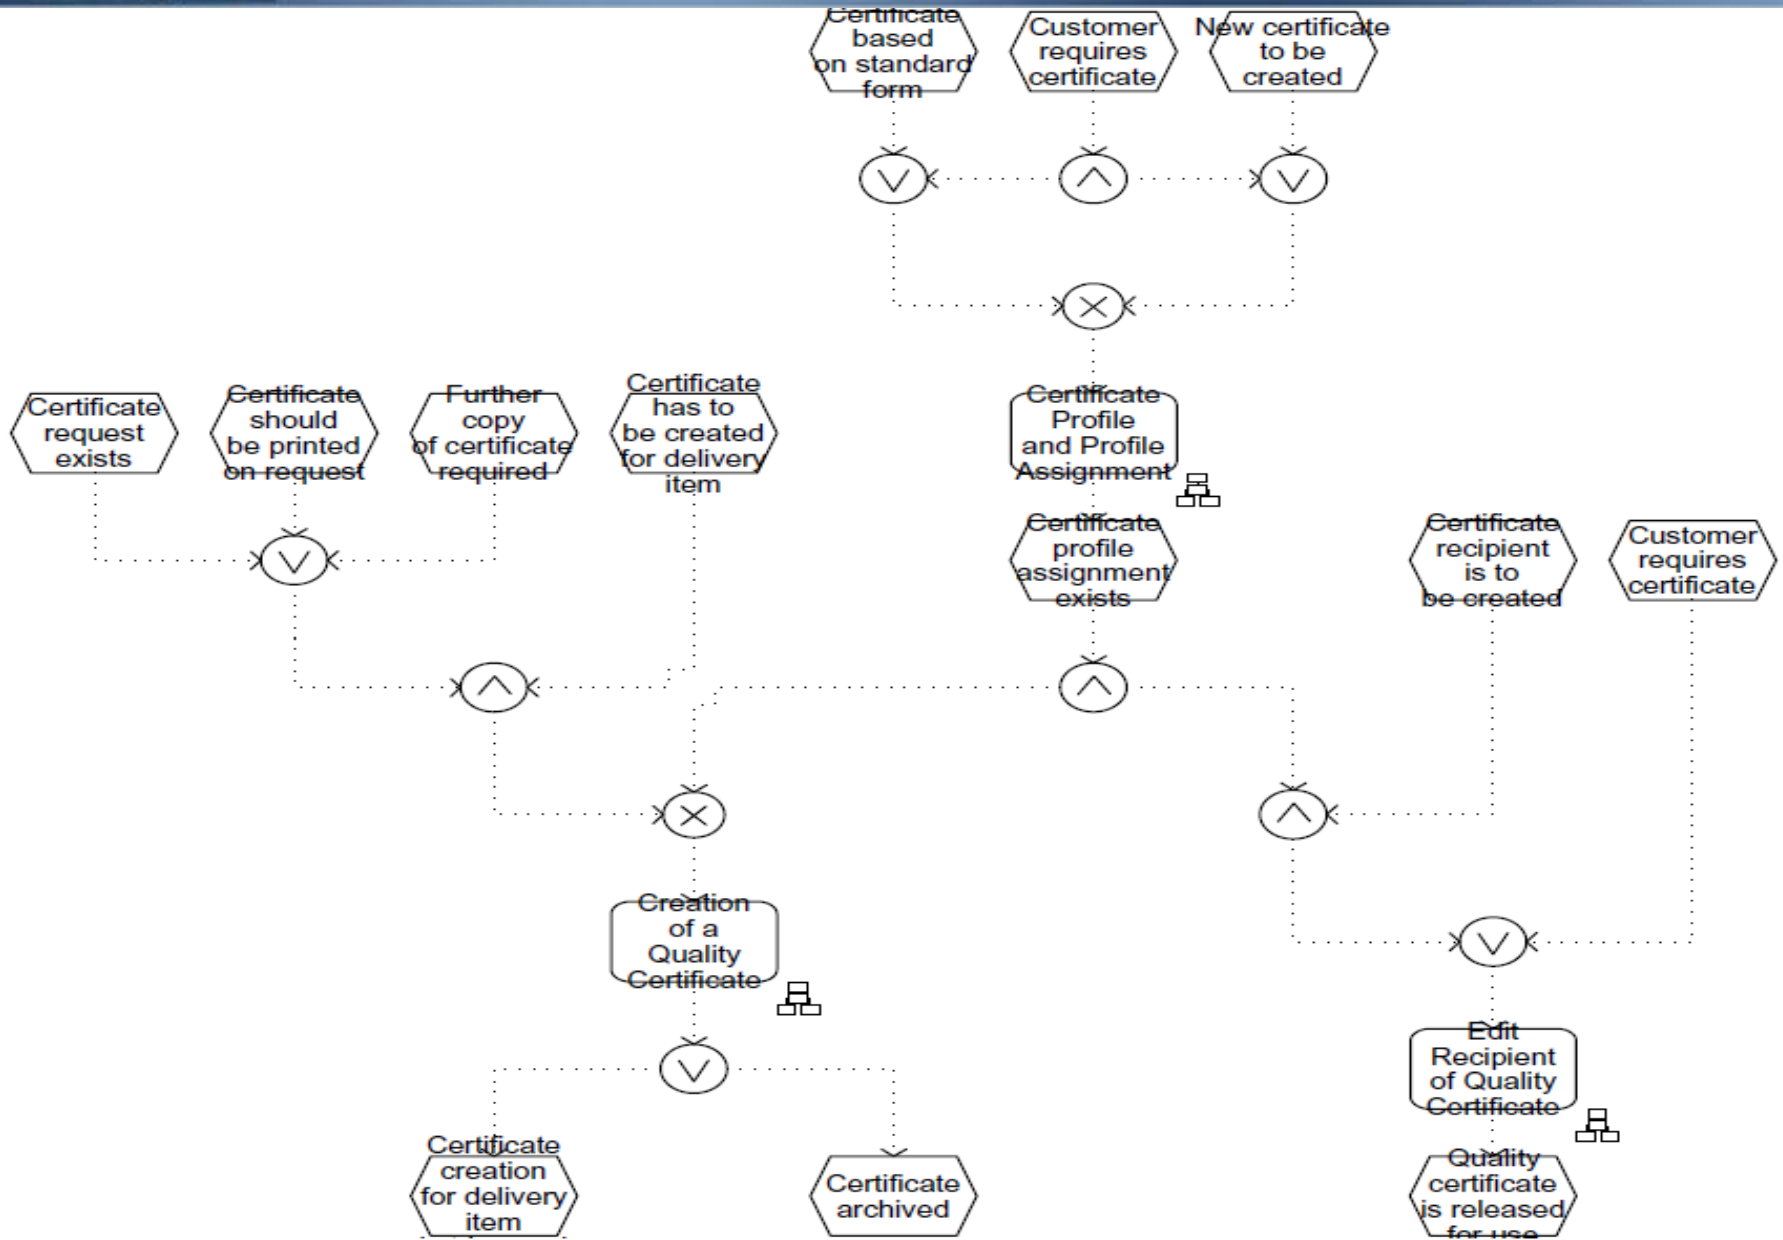 Certificate
based
on standard
form
Customer
requires
certificate
New certificate
to be
created
Certificate
request
exists
Certificate
should
be printed
on request
Further
copy
of certificate
required
Certificate
has to
be created
for delivery
item
Certificate
Profile
and Profile
Assignment
Certificate
profile
assignment
exists
Certificate
recipient
is to
be created
Customer
requires
certificate
Creation
of a
Quality
Certificate
Edit
Recipient
of Quality
Certificate
Certificate
creation
for delivery
item
Certificate
archived
Quality
certificate
is released
for use